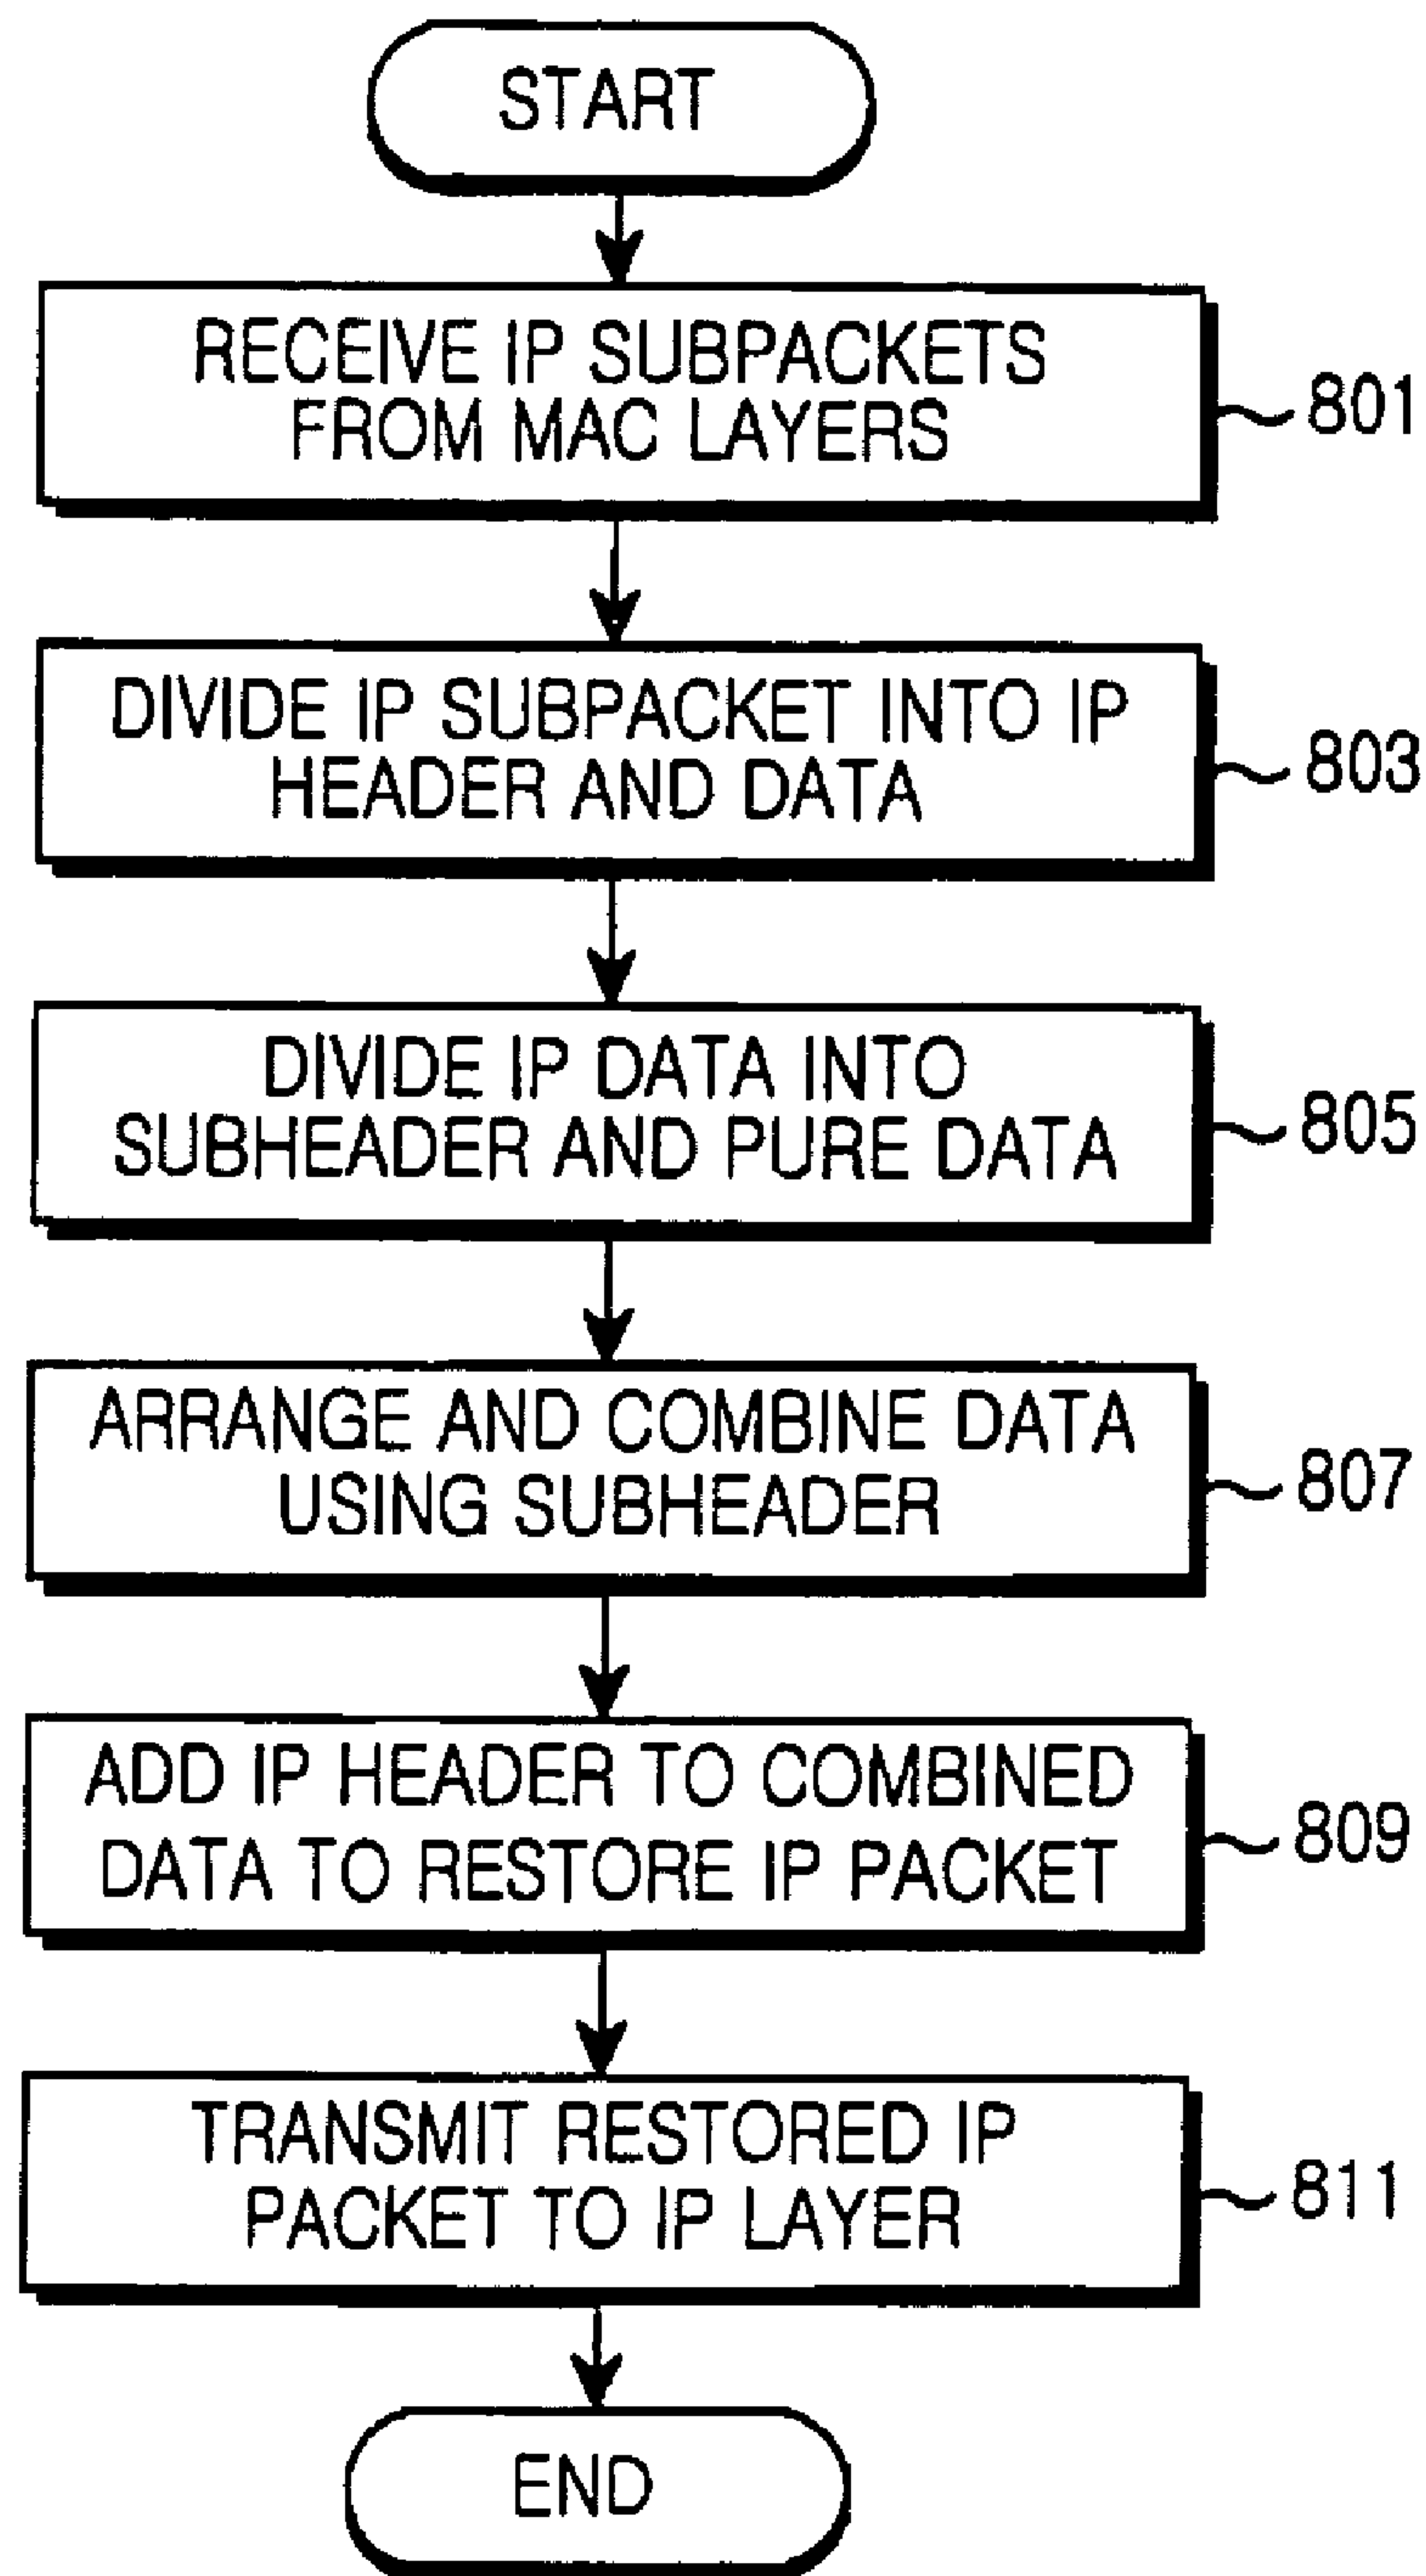 START
RECEIVE IP SUBPACKETS
FROM MAC LAYERS
801
DIVIDE IP SUBPACKET INTO IP
HEADER AND DATA
803
DIVIDE IP DATA INTO
SUBHEADER AND PURE DATA
805
ARRANGE AND COMBINE DATA
USING SUBHEADER
807
ADD IP HEADER TO COMBINED
DATA TO RESTORE IP PACKET
809
TRANSMIT RESTORED IP
PACKET TO IP LAYER
811
END